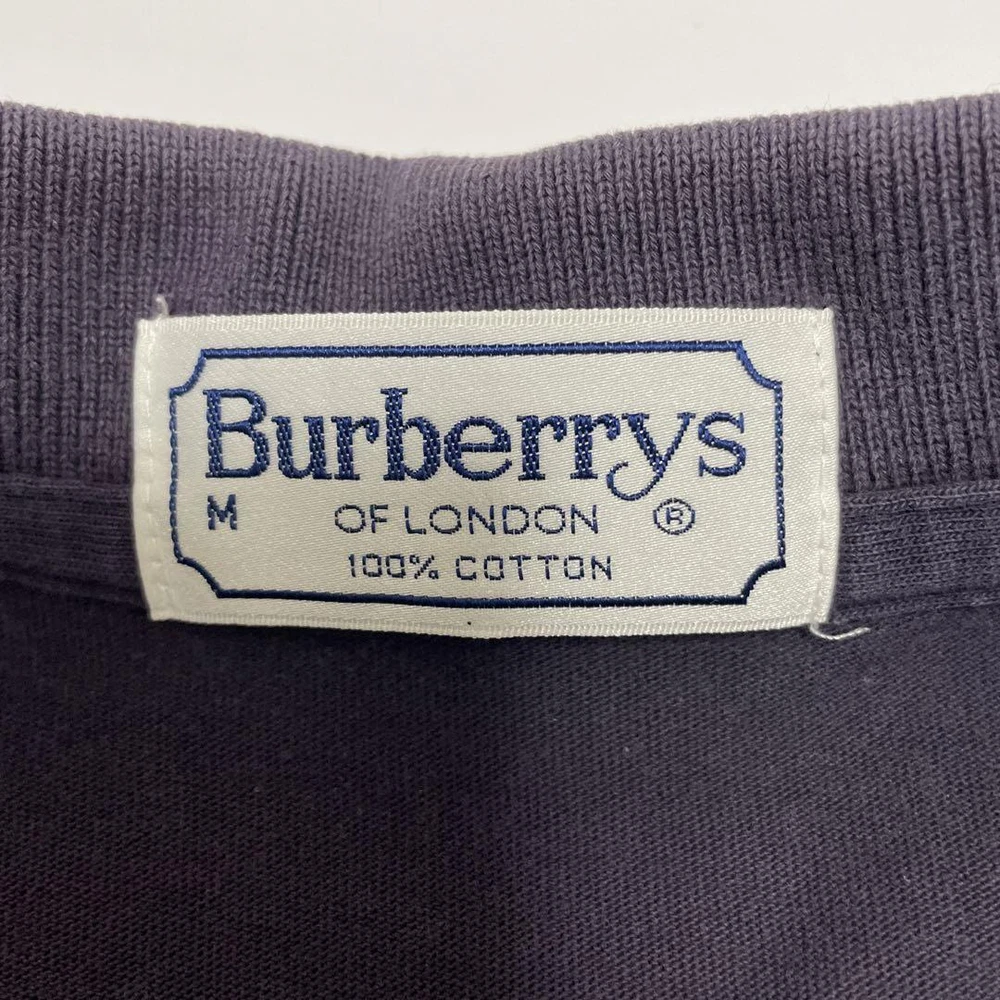 Burberrys
M OF LONDON ®
100% COTTON